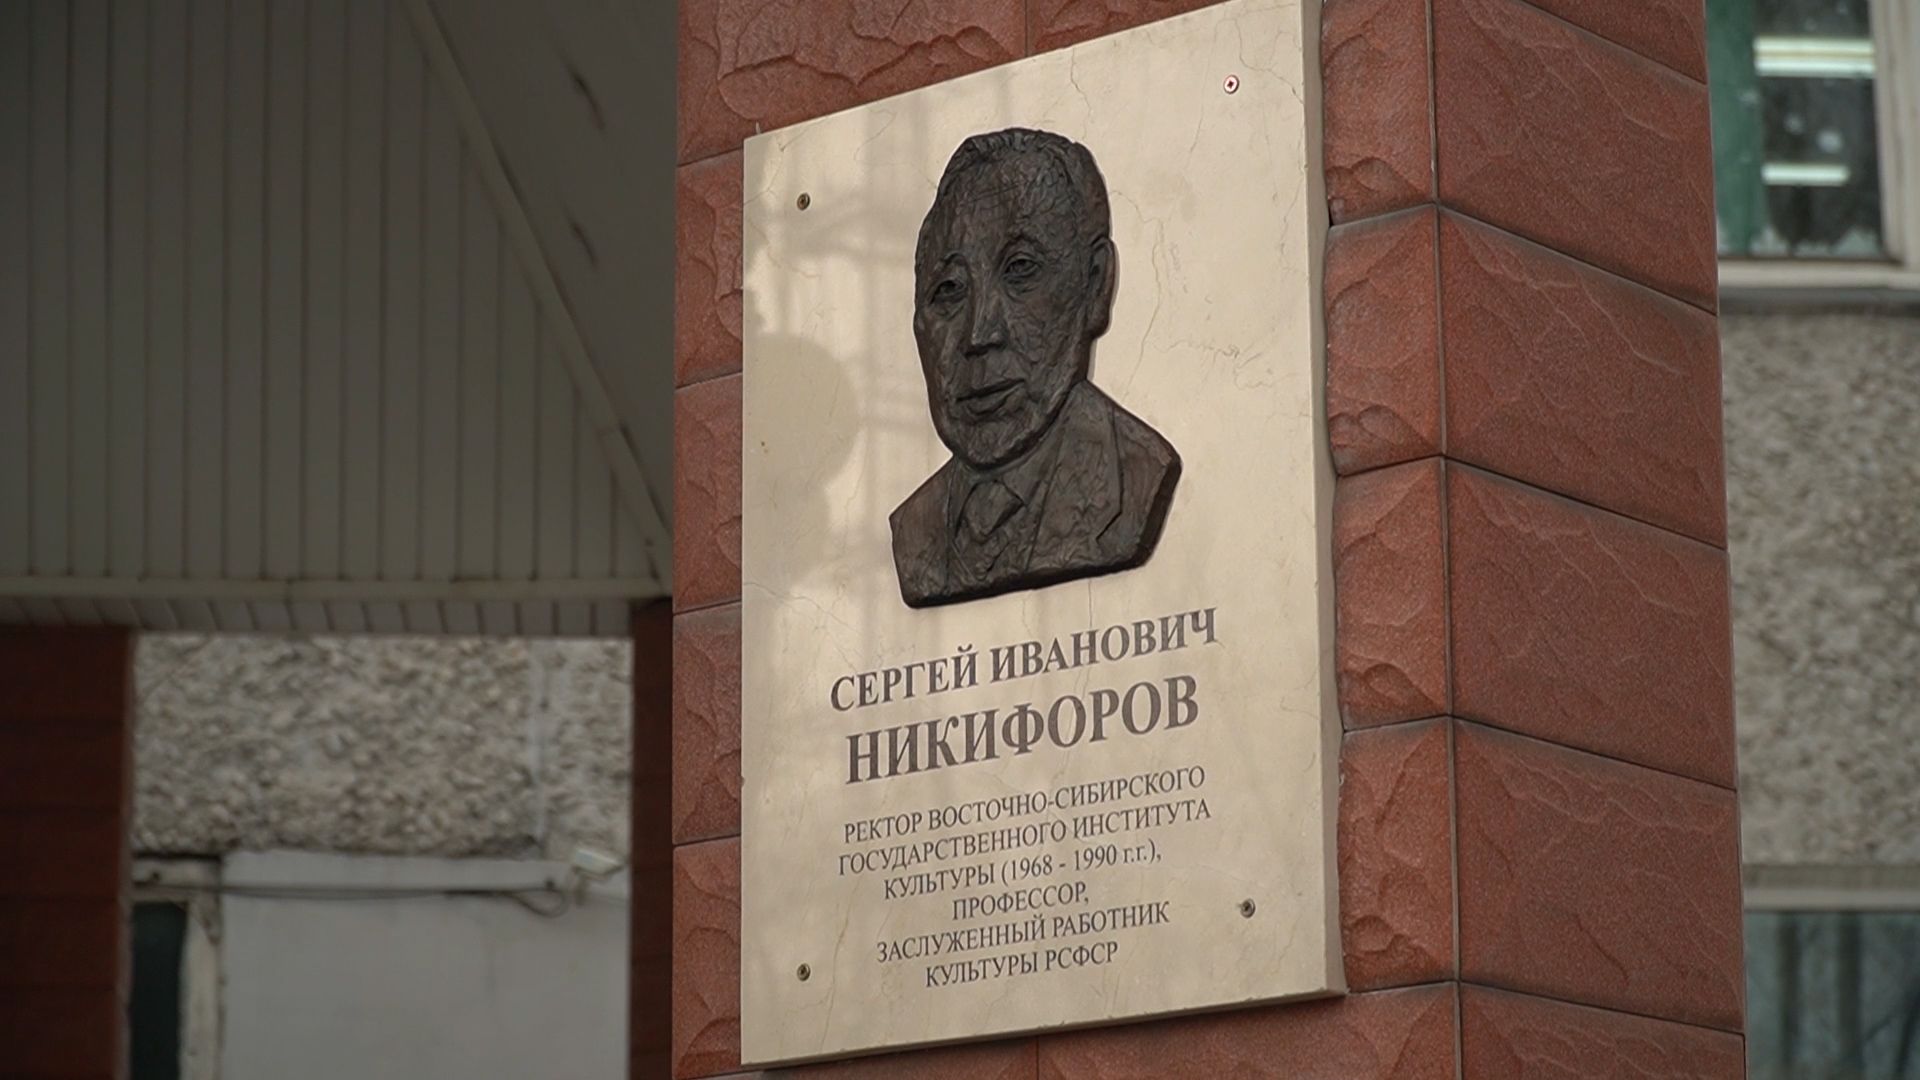 СЕРГЕЙ ИВАНОВИЧ
НИКИФОРОВ
РЕКТОР ВОСТОЧНО-СИБИРСКОГО
ГОСУДАРСТВЕННОГО ИНСТИТУТА
КУЛЬТУРЫ (1968 - 1990 г.г.),
ПРОФЕССОР,
ЗАСЛУЖЕННЫЙ РАБОТНИК
КУЛЬТУРЫ РСФСР